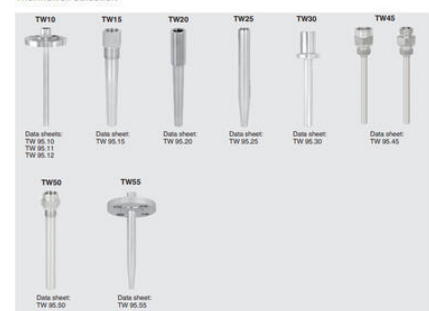 TW10
TW15
TW20
TW25
TW30
TW45
Data sheets:
TW 95.10
TW 95.11
TW 95.12
Data sheet:
TW 95.15
Data sheet:
TW 95.20
Data sheet:
TW 95.25
Data sheet:
TW 95.30
Data sheet:
TW 95.45
TW50
TW55
Data sheet:
TW 95.50
Data sheet:
TW 95.55